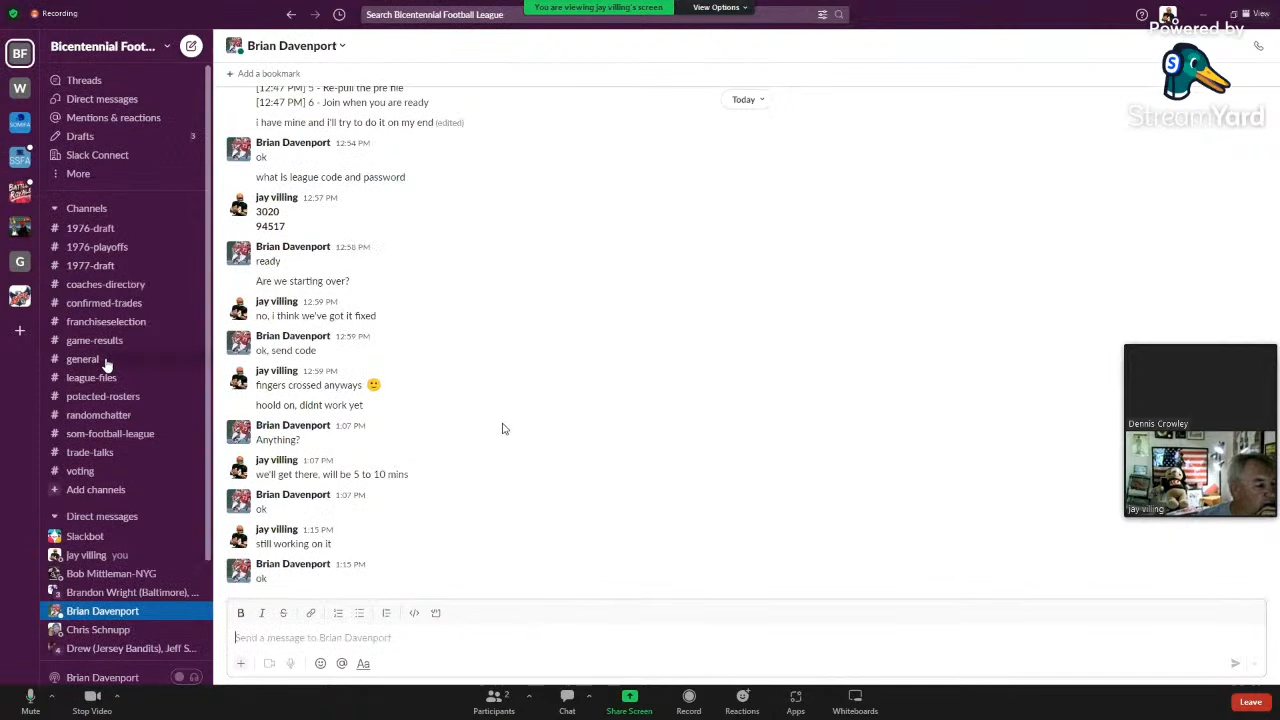 Recording
Search Bicentennial Football League
You are viewing jay villing's screen
View Options
View
Powered by
StreamYard
BF
Bicentennial Foot...
Brian Davenport
Add a bookmark
W
SSFA
BATTLE ROYALE
G
Threads
Direct messages
Mentions & reactions
Drafts
3
Slack Connect
More
Channels
# 1976-draft
# 1976-playoffs
# 1977-draft
# coaches-directory
# confirmed-trades
# franchiseselection
# game-results
# general
# league-files
# potected-rosters
# randomchatter
# som-football-league
# trade-talks
# voting
+ Add channels
Direct messages
Slackbot
jay villing you
Bob Mittleman-NYG
3 Brandon Wright (Baltimore), ...
Brian Davenport
Chris Schnupp
4 Drew (Jersey Bandits), Jeff S...
Brian Davenport
Today
[12:47 PM] 5 - Re-pull the pre file
[12:47 PM] 6 - Join when you are ready
i have mine and i'll try to do it on my end (edited)
Brian Davenport 12:54 PM
ok
what is league code and password
jay villing 12:57 PM
3020
94517
Brian Davenport 12:58 PM
ready
Are we starting over?
jay villing 12:59 PM
no, i think we've got it fixed
Brian Davenport 12:59 PM
ok, send code
jay villing 12:59 PM
fingers crossed anyways 🙂
hoold on, didnt work yet
Brian Davenport 1:07 PM
Anything?
jay villing 1:07 PM
we'll get there, will be 5 to 10 mins
Brian Davenport 1:07 PM
ok
jay villing 1:15 PM
still working on it
Brian Davenport 1:15 PM
ok
B I S
Send a message to Brian Davenport
+ @ Aa
Dennis Crowley
jay villing
Mute
Stop Video
2
Participants
Chat
Share Screen
Record
Reactions
Apps
Whiteboards
Leave